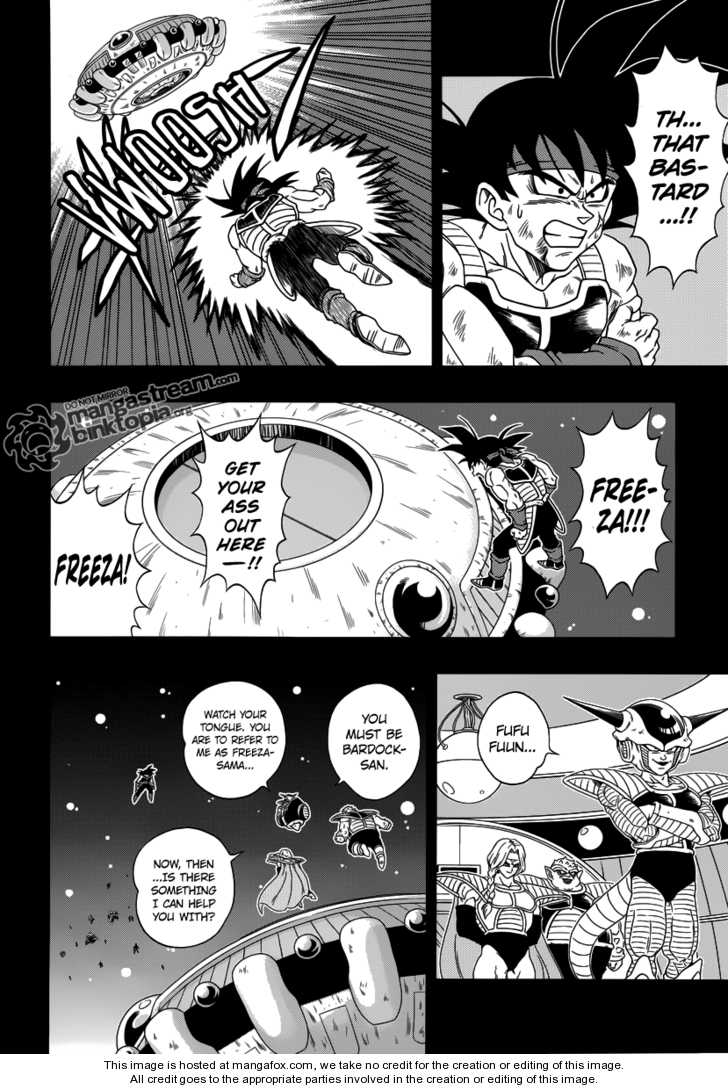 TH...
THAT
BAS-
TARD
...!!
VWOOSH
DO NOT MIRROR
mangastream.com
binktopia.org
FREE-
ZA!!!
GET
YOUR
ASS OUT
HERE
—!!
FREEZA!
FUFU
FUUN...
YOU
MUST BE
BARDOCK-
SAN.
WATCH YOUR
TONGUE. YOU
ARE TO REFER TO
ME AS FREEZA-
SAMA...
NOW, THEN
...IS THERE
SOMETHING
I CAN HELP
YOU WITH?
This image is hosted at mangafox.com, we take no credit for the creation or editing of this image.
All credit goes to the appropriate parties involved in the creation or editing of this image.